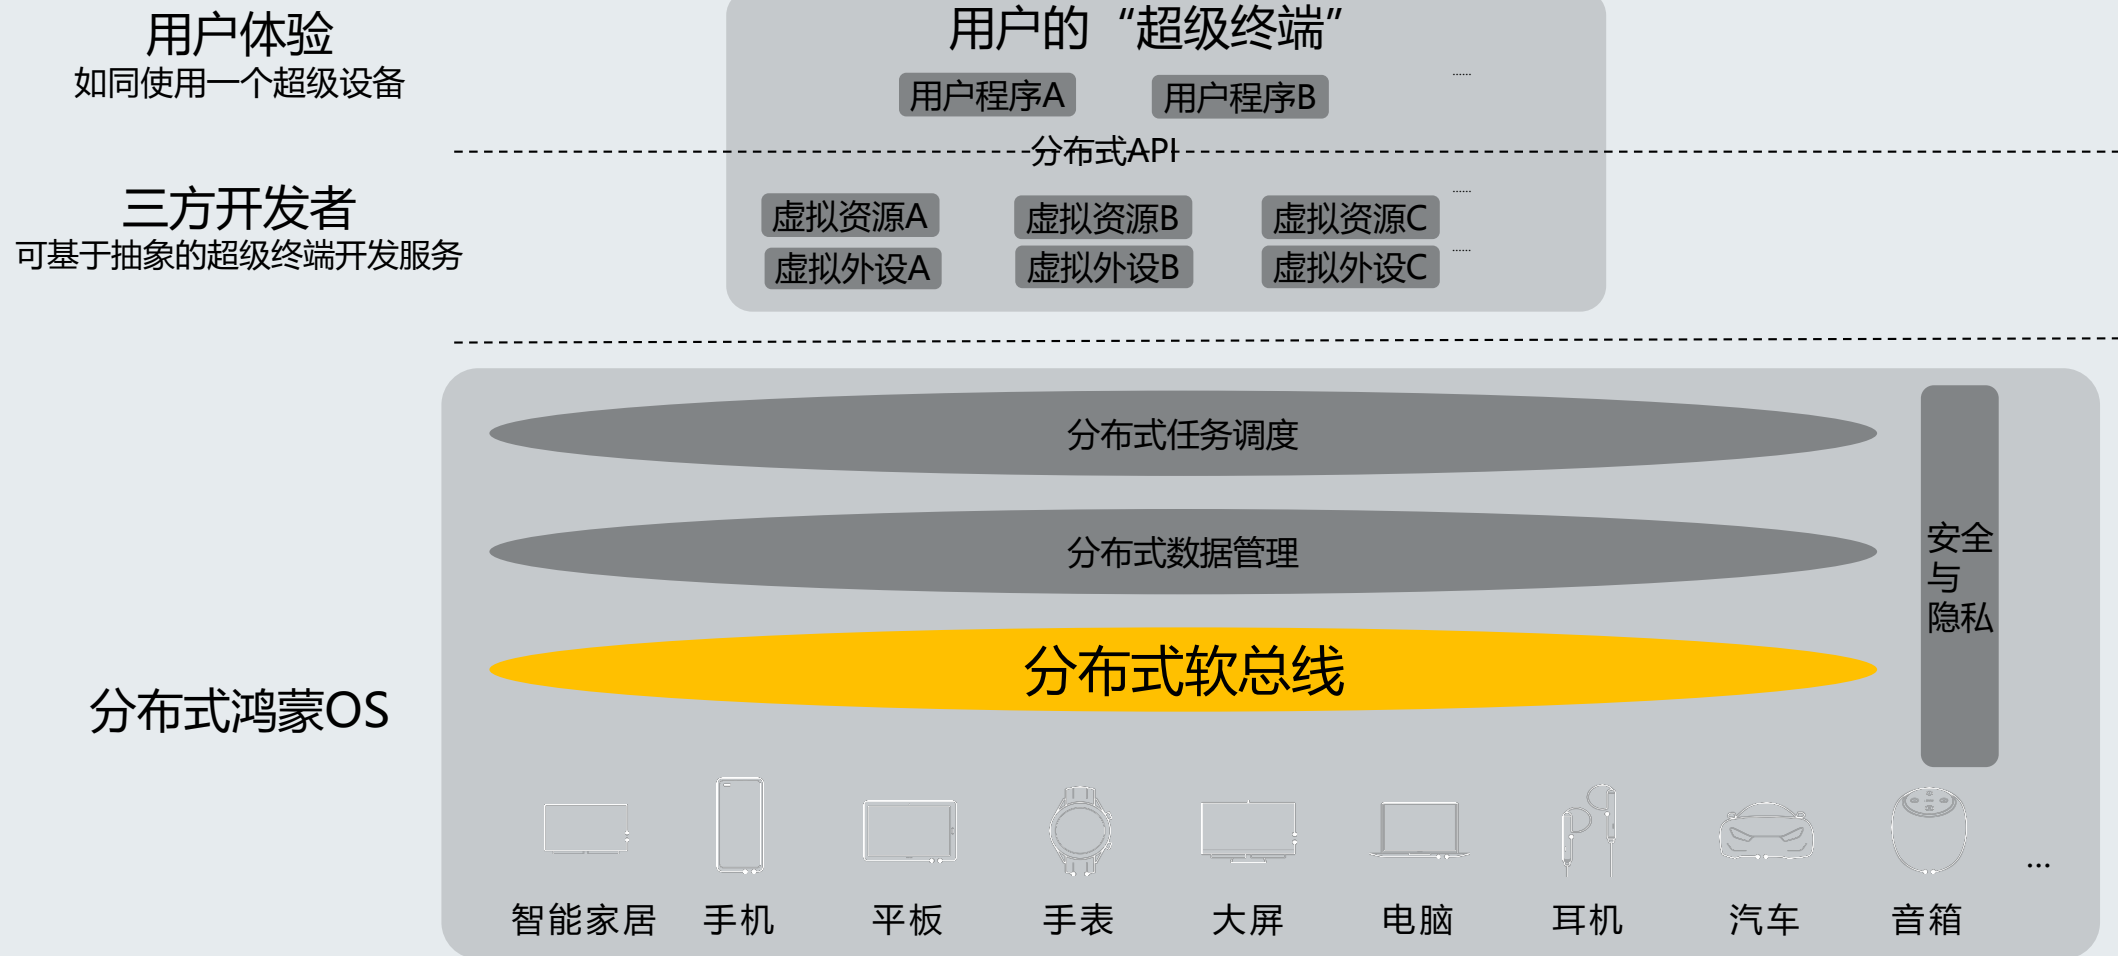 用户体验
如同使用一个超级设备
用户的“超级终端”
用户程序A
用户程序B
......
分布式API
三方开发者
可基于抽象的超级终端开发服务
虚拟资源A
虚拟资源B
虚拟资源C
......
虚拟外设A
虚拟外设B
虚拟外设C
......
分布式任务调度
分布式数据管理
安全
与
隐私
分布式软总线
分布式鸿蒙OS
...
智能家居
手机
平板
手表
大屏
电脑
耳机
汽车
音箱